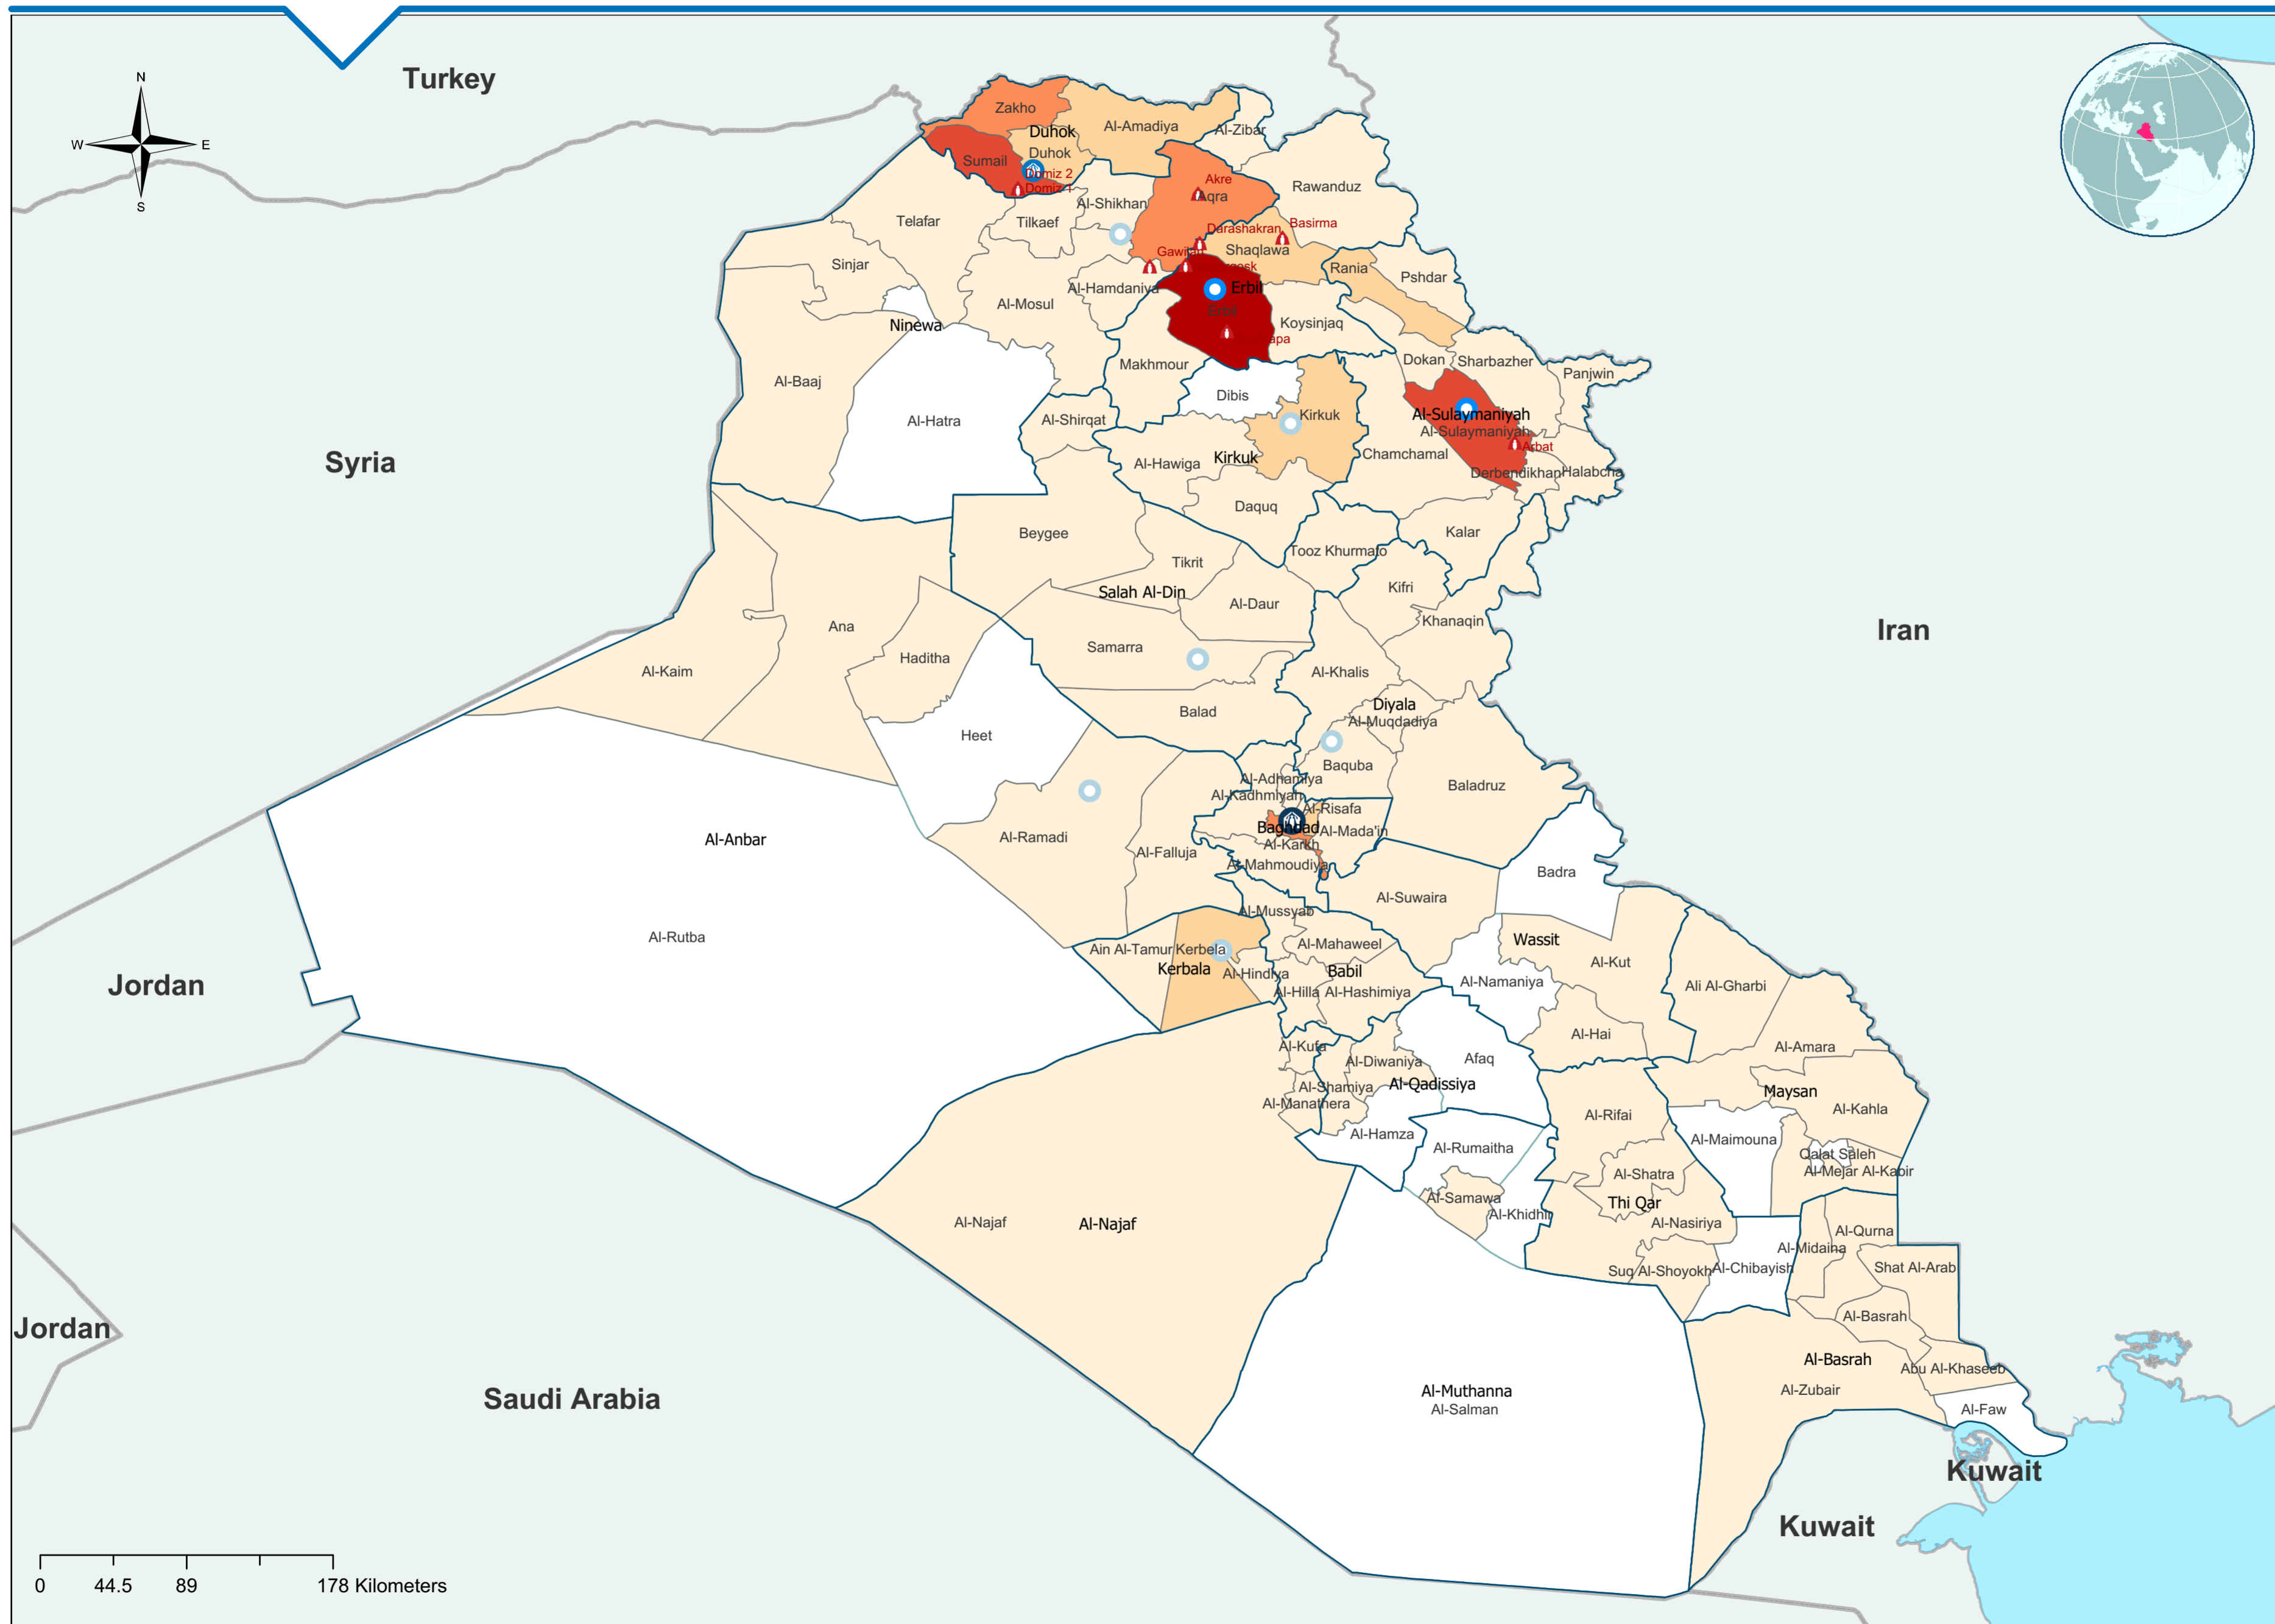 Turkey
N
W
E
S
Zakho
Duhok
Al-Amadiya
Al-Zibar
Duhok
Sumail
Domiz 2
Domiz 1
Akre
Aqra
Rawanduz
Al-Shikhan
Telafar
Tilkaef
Darashakran
Basirma
Shaqlawa
Sinjar
Rania
Pshdar
Al-Hamdaniya
Al-Mosul
Erbil
Erbil
Ninewa
Koysinjaq
Makhmour
Dokan
Sharbazher
Panjwin
Al-Baaj
Dibis
Al-Hatra
Al-Shirqat
Kirkuk
Al-Sulaymaniyah
Al-Sulaymaniyah
Arbat
Syria
Al-Hawiga
Kirkuk
Chamchamal
Derbendikhan
Halabcha
Daquq
Beygee
Kalar
Tikrit
Tooz Khurmato
Salah Al-Din
Kifri
Al-Daur
Ana
Khanaqin
Iran
Samarra
Haditha
Al-Kaim
Al-Khalis
Balad
Diyala
Al-Muqdadiya
Heet
Baquba
Al-Adhamiya
Baladruz
Al-Kadhmiyah
Al-Risafa
Baghdad
Al-Mada'in
Al-Anbar
Al-Ramadi
Al-Karkh
Al-Falluja
Al-Mahmoudiya
Badra
Al-Suwaira
Al-Mussyab
Al-Rutba
Wassit
Al-Mahaweel
Ain Al-Tamur
Kerbela
Al-Kut
Kerbala
Al-Hindiya
Babil
Al-Namaniya
Jordan
Ali Al-Gharbi
Al-Hilla
Al-Hashimiya
Al-Hai
Al-Kufa
Al-Amara
Al-Diwaniya
Afaq
Al-Shamiya
Al-Qadissiya
Maysan
Al-Manathera
Al-Kahla
Al-Rifai
Al-Hamza
Al-Maimouna
Al-Rumaitha
Qalat Saleh
Al-Mejar Al-Kabir
Al-Shatra
Al-Samawa
Thi Qar
Al-Khidhir
Al-Najaf
Al-Najaf
Al-Nasiriya
Al-Qurna
Al-Midaina
Suq Al-Shoyokh
Al-Chibayish
Shat Al-Arab
Al-Basrah
Jordan
Al-Basrah
Abu Al-Khaseeb
Al-Zubair
Saudi Arabia
Al-Muthanna
Al-Salman
Al-Faw
Kuwait
Kuwait
0
44.5
89
178 Kilometers